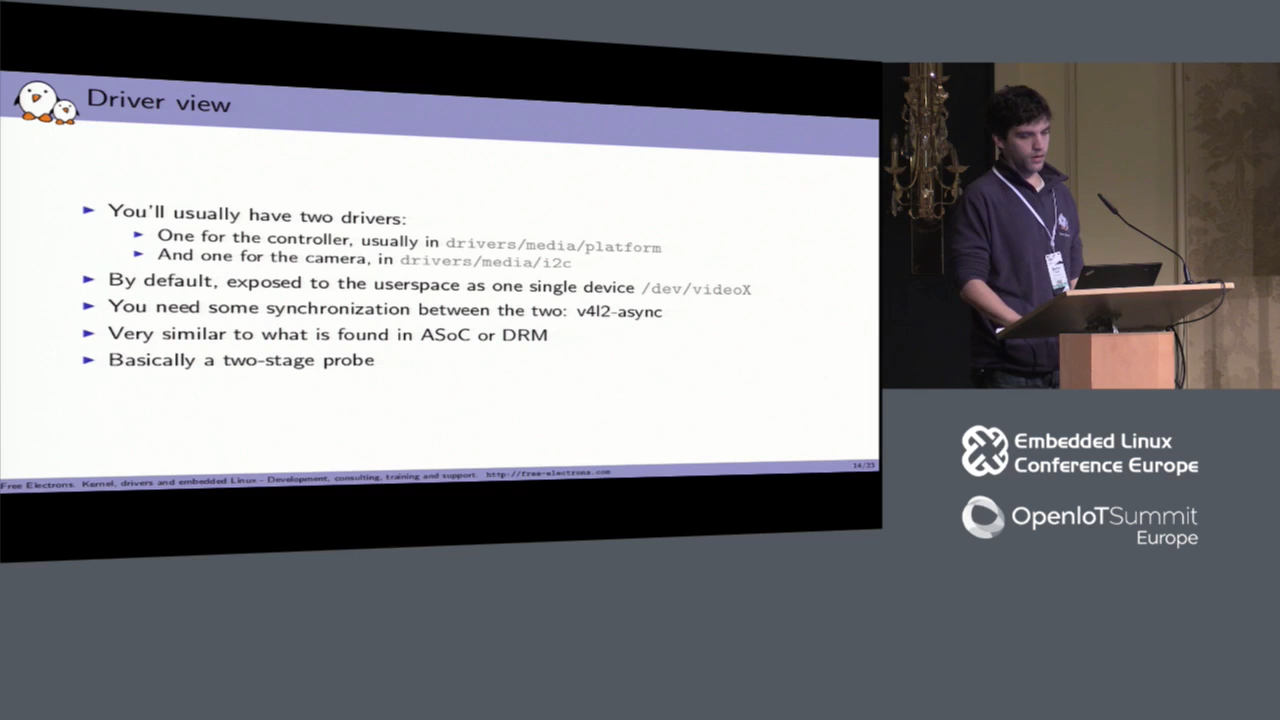 Driver view
You'll usually have two drivers:
One for the controller, usually in drivers/media/platform
And one for the camera, in drivers/media/i2c
By default, exposed to the userspace as one single device /dev/videoX
You need some synchronization between the two: v4l2-async
Very similar to what is found in ASoC or DRM
Basically a two-stage probe
Free Electrons. Kernel, drivers and embedded Linux - Development, consulting, training and support. http://free-electrons.com
14/23
Embedded Linux
Conference Europe
OpenIoTSummit
Europe